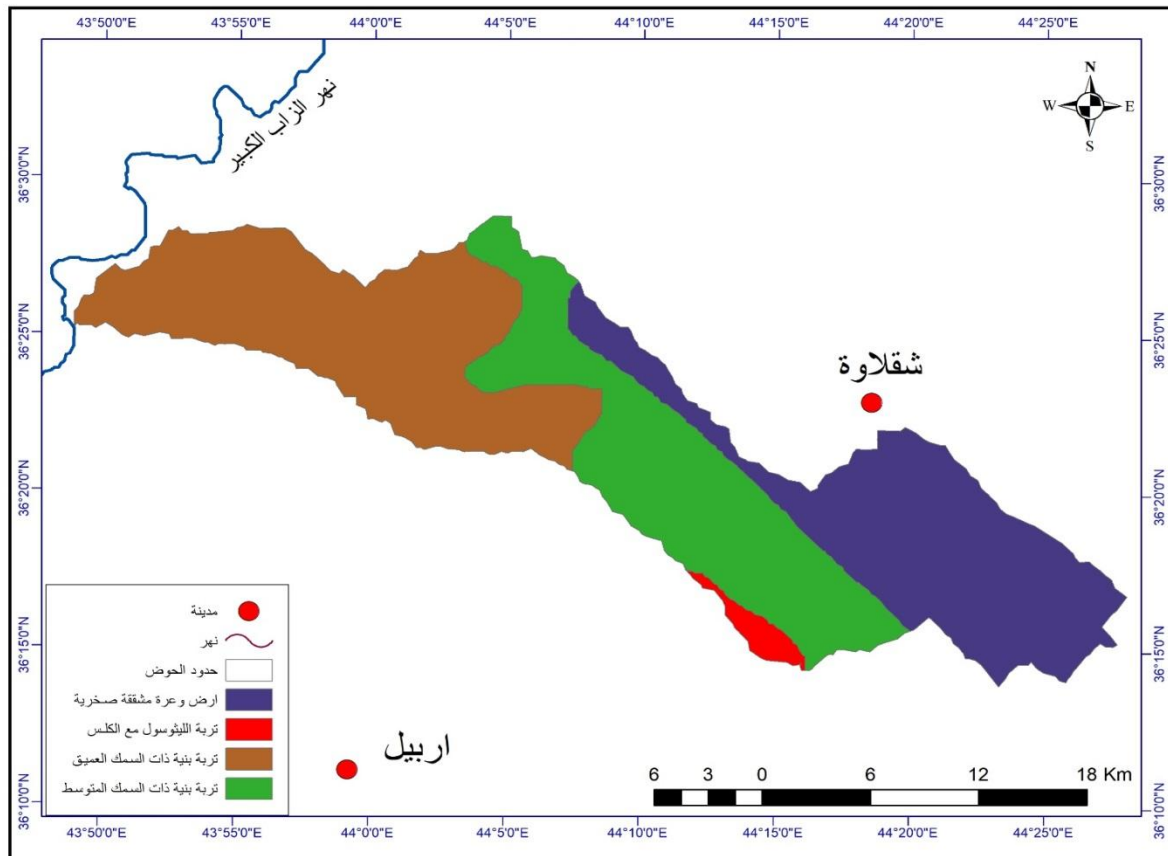 43°50'0"E 43°55'0"E 44°0'0"E 44°5'0"E 44°10'0"E 44°15'0"E 44°20'0"E 44°25'0"E
نهر الزاب الكبير
N
W E
S
36°30'0"N 36°30'0"N
36°25'0"N 36°25'0"N
شقلاوة
36°20'0"N 36°20'0"N
36°15'0"N 36°15'0"N
مدينة
نهر
حدود الحوض
ارض وعرة مشققة صخرية
تربة الليثوسول مع الكلس
تربة بنية ذات السمك العميق
تربة بنية ذات السمك المتوسط
اربيل
6 3 0 6 12 18 Km
36°10'0"N 36°10'0"N
43°50'0"E 43°55'0"E 44°0'0"E 44°5'0"E 44°10'0"E 44°15'0"E 44°20'0"E 44°25'0"E